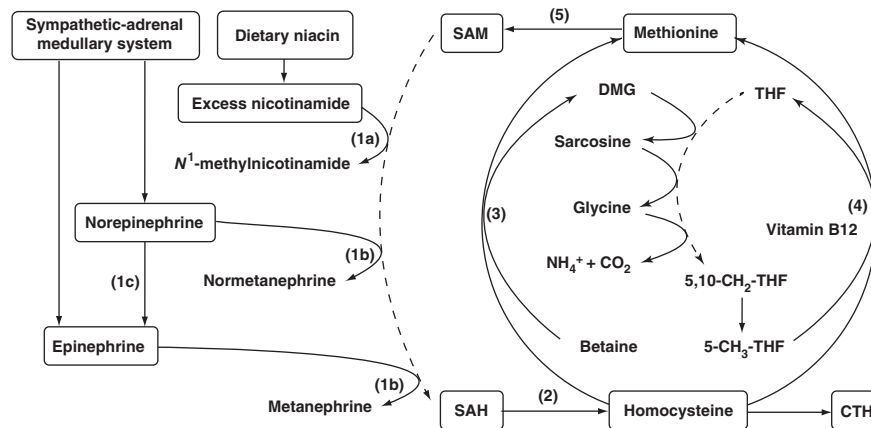 Sympathetic-adrenal
medullary system
Dietary niacin
SAM
(5)
Methionine
Excess nicotinamide
DMG
THF
(1a)
Sarcosine
N¹-methylnicotinamide
Norepinephrine
Glycine
(3)
(4)
Vitamin B12
(1b)
(1c)
Normetanephrine
NH₄⁺ + CO₂
5,10-CH₂-THF
Epinephrine
Betaine
5-CH₃-THF
(1b)
Metanephrine
SAH
(2)
Homocysteine
CTH